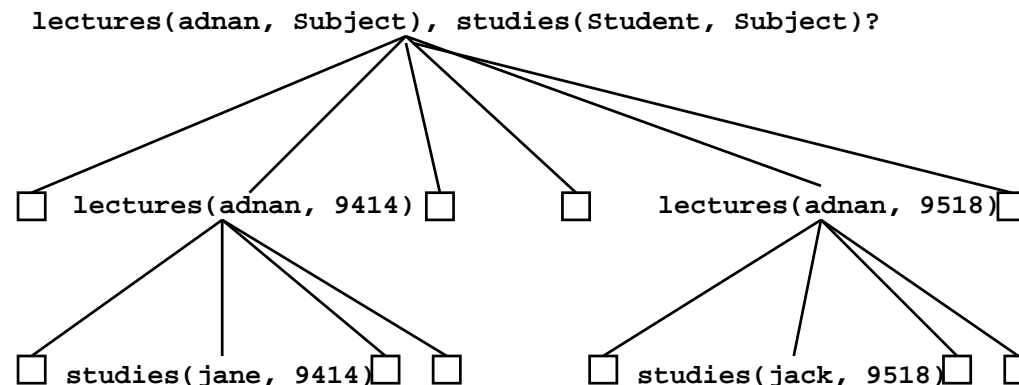 lectures(adnan, Subject), studies(Student, Subject)?
lectures(adnan, 9414) lectures(adnan, 9518)
studies(jane, 9414) studies(jack, 9518)